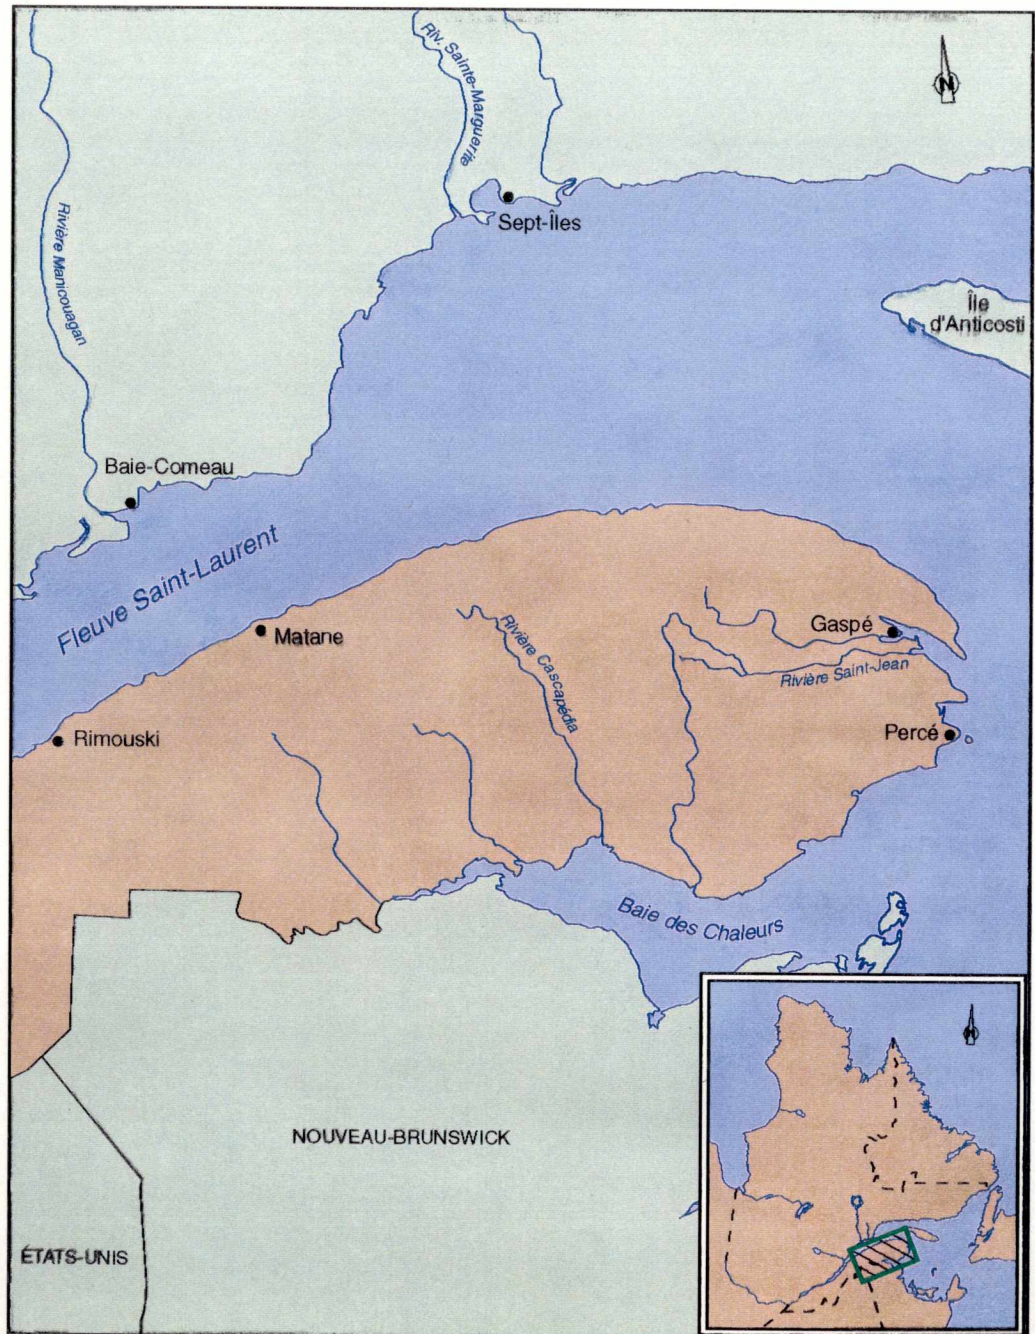 Riv. Sainte-Marguerite
N
Sept-Îles
Rivière Manicouagan
Île
d'Anticosti
Baie-Comeau
Fleuve Saint-Laurent
Matane
Rivière Cascapédia
Gaspé
Rivière Saint-Jean
Rimouski
Percé
Baie des Chaleurs
NOUVEAU-BRUNSWICK
ÉTATS-UNIS
N